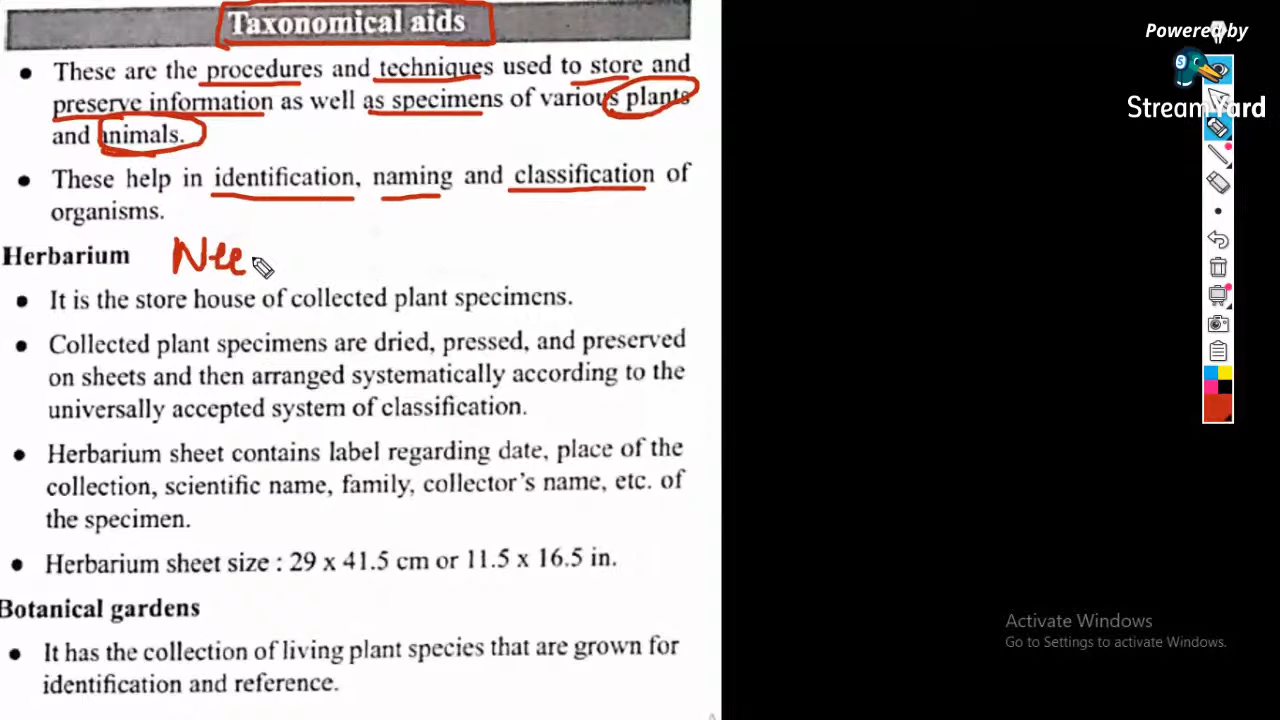 Taxonomical aids
Powered by
StreamYard
• These are the procedures and techniques used to store and
preserve information as well as specimens of various plants
and animals.
• These help in identification, naming and classification of
organisms.
Herbarium Nee
• It is the store house of collected plant specimens.
• Collected plant specimens are dried, pressed, and preserved
on sheets and then arranged systematically according to the
universally accepted system of classification.
• Herbarium sheet contains label regarding date, place of the
collection, scientific name, family, collector's name, etc. of
the specimen.
• Herbarium sheet size : 29 x 41.5 cm or 11.5 x 16.5 in.
Botanical gardens
• It has the collection of living plant species that are grown for
identification and reference.
Activate Windows
Go to Settings to activate Windows.